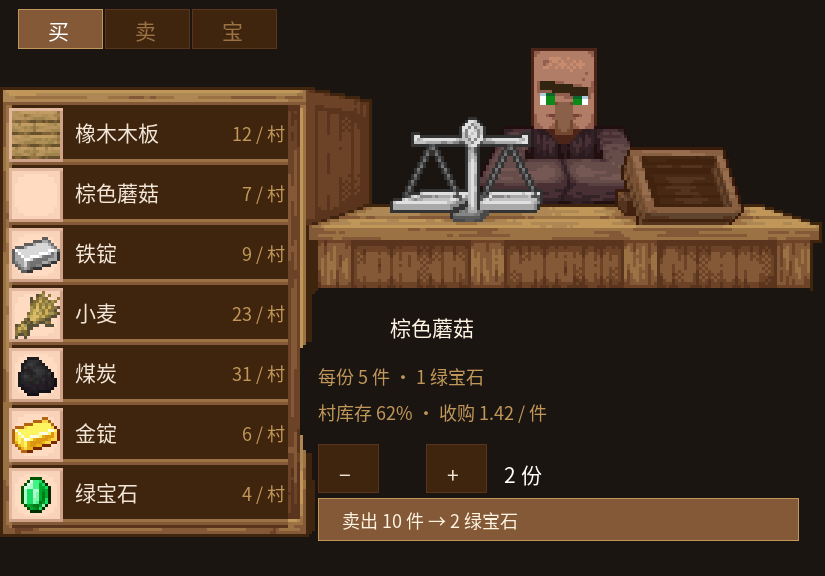 买
卖
宝
橡木木板 12 / 村
棕色蘑菇 7 / 村
铁锭 9 / 村
小麦 23 / 村
煤炭 31 / 村
金锭 6 / 村
绿宝石 4 / 村
棕色蘑菇
每份 5 件 · 1 绿宝石
村库存 62% · 收购 1.42 / 件
− + 2 份
卖出 10 件 → 2 绿宝石